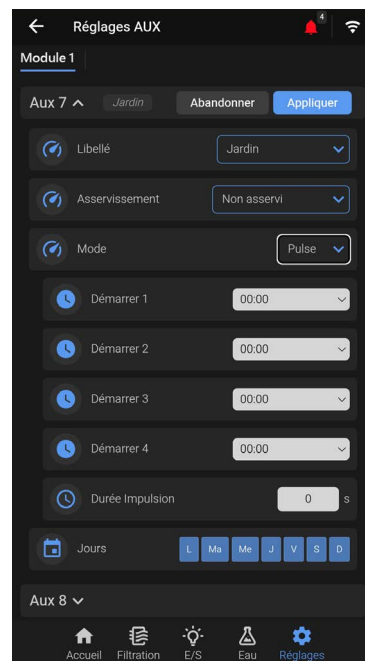 Réglages AUX 4
Module 1
Aux 7 Jardin Abandonner Appliquer
Libellé Jardin
Asservissement Non asservi
Mode Pulse
Démarrer 1 00:00
Démarrer 2 00:00
Démarrer 3 00:00
Démarrer 4 00:00
Durée Impulsion 0 s
Jours L Ma Me J V S D
Aux 8
Accueil Filtration E/S Eau Réglages